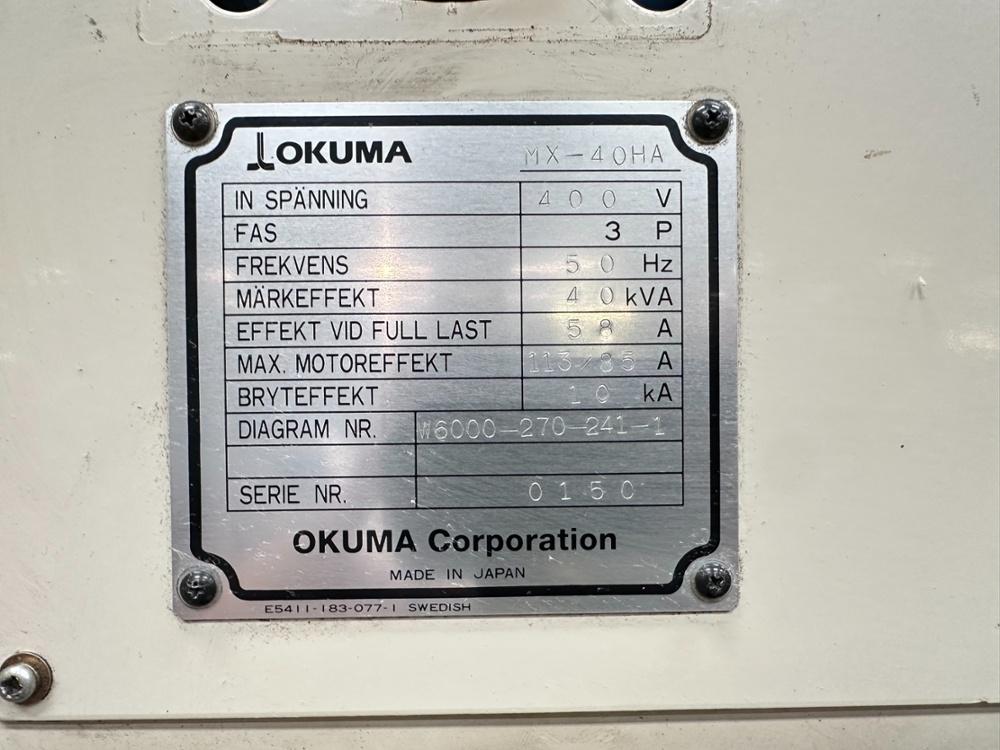 OKUMA MX-40HA
IN SPÄNNING 400 V
FAS 3 P
FREKVENS 50 Hz
MÄRKEFFEKT 40 kVA
EFFEKT VID FULL LAST 58 A
MAX. MOTOREFFEKT 113/85 A
BRYTEFFEKT 10 kA
DIAGRAM NR. W6000-270-241-1
SERIE NR. 0150
OKUMA Corporation
MADE IN JAPAN
E5411-183-077-1 SWEDISH